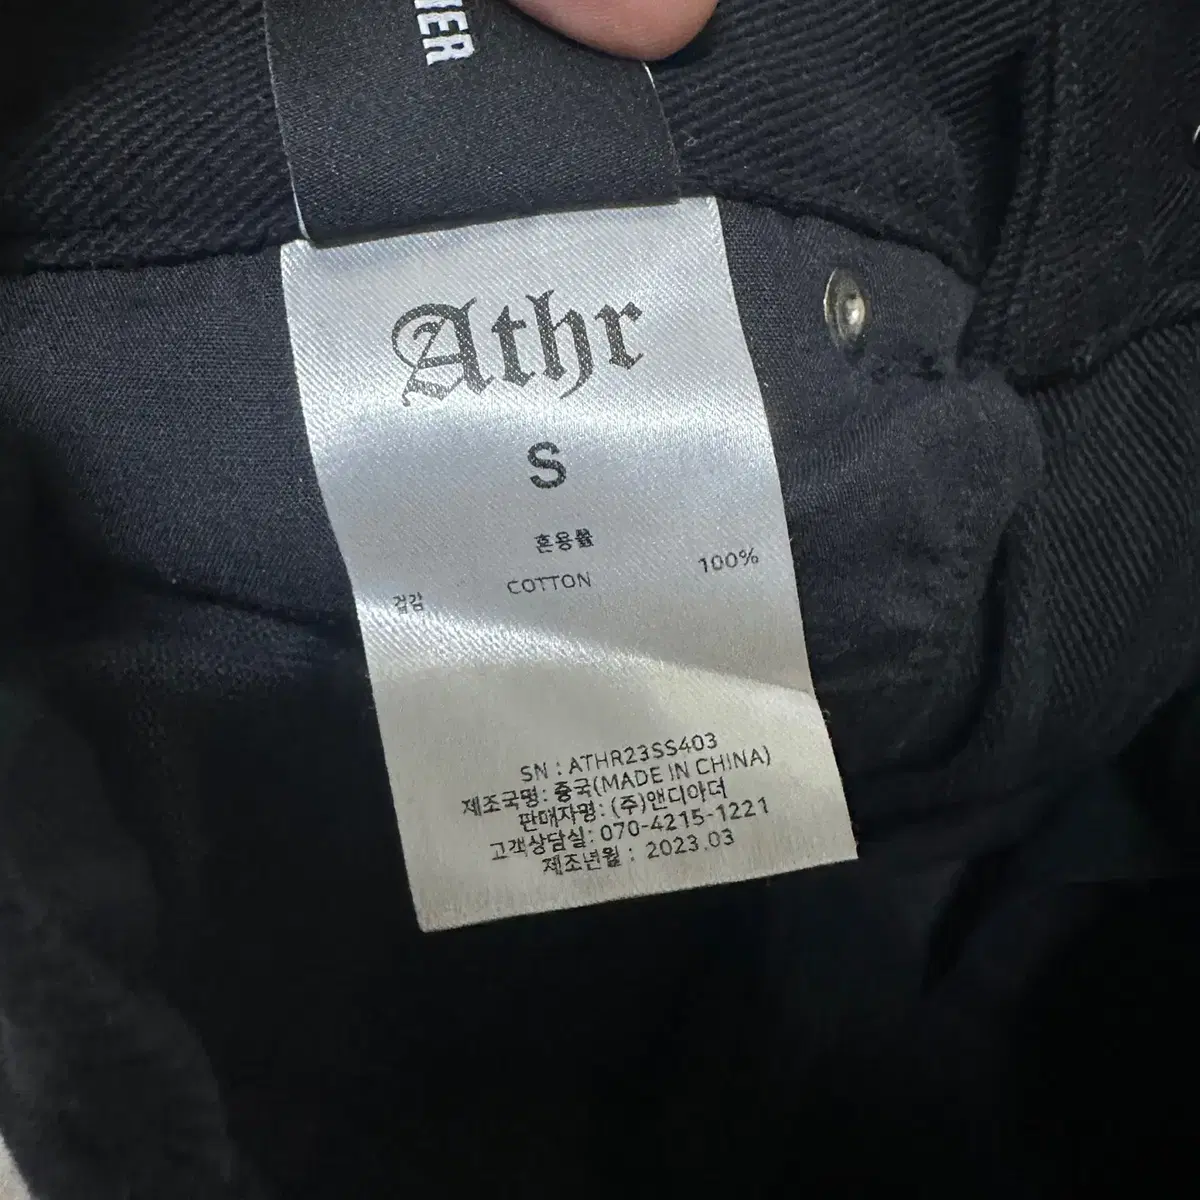 Athr
S
혼용률
겉감 COTTON 100%
SN : ATHR23SS403
제조국명: 중국(MADE IN CHINA)
판매자명: (주)앤디아더
고객상담실: 070-4215-1221
제조년월 : 2023.03